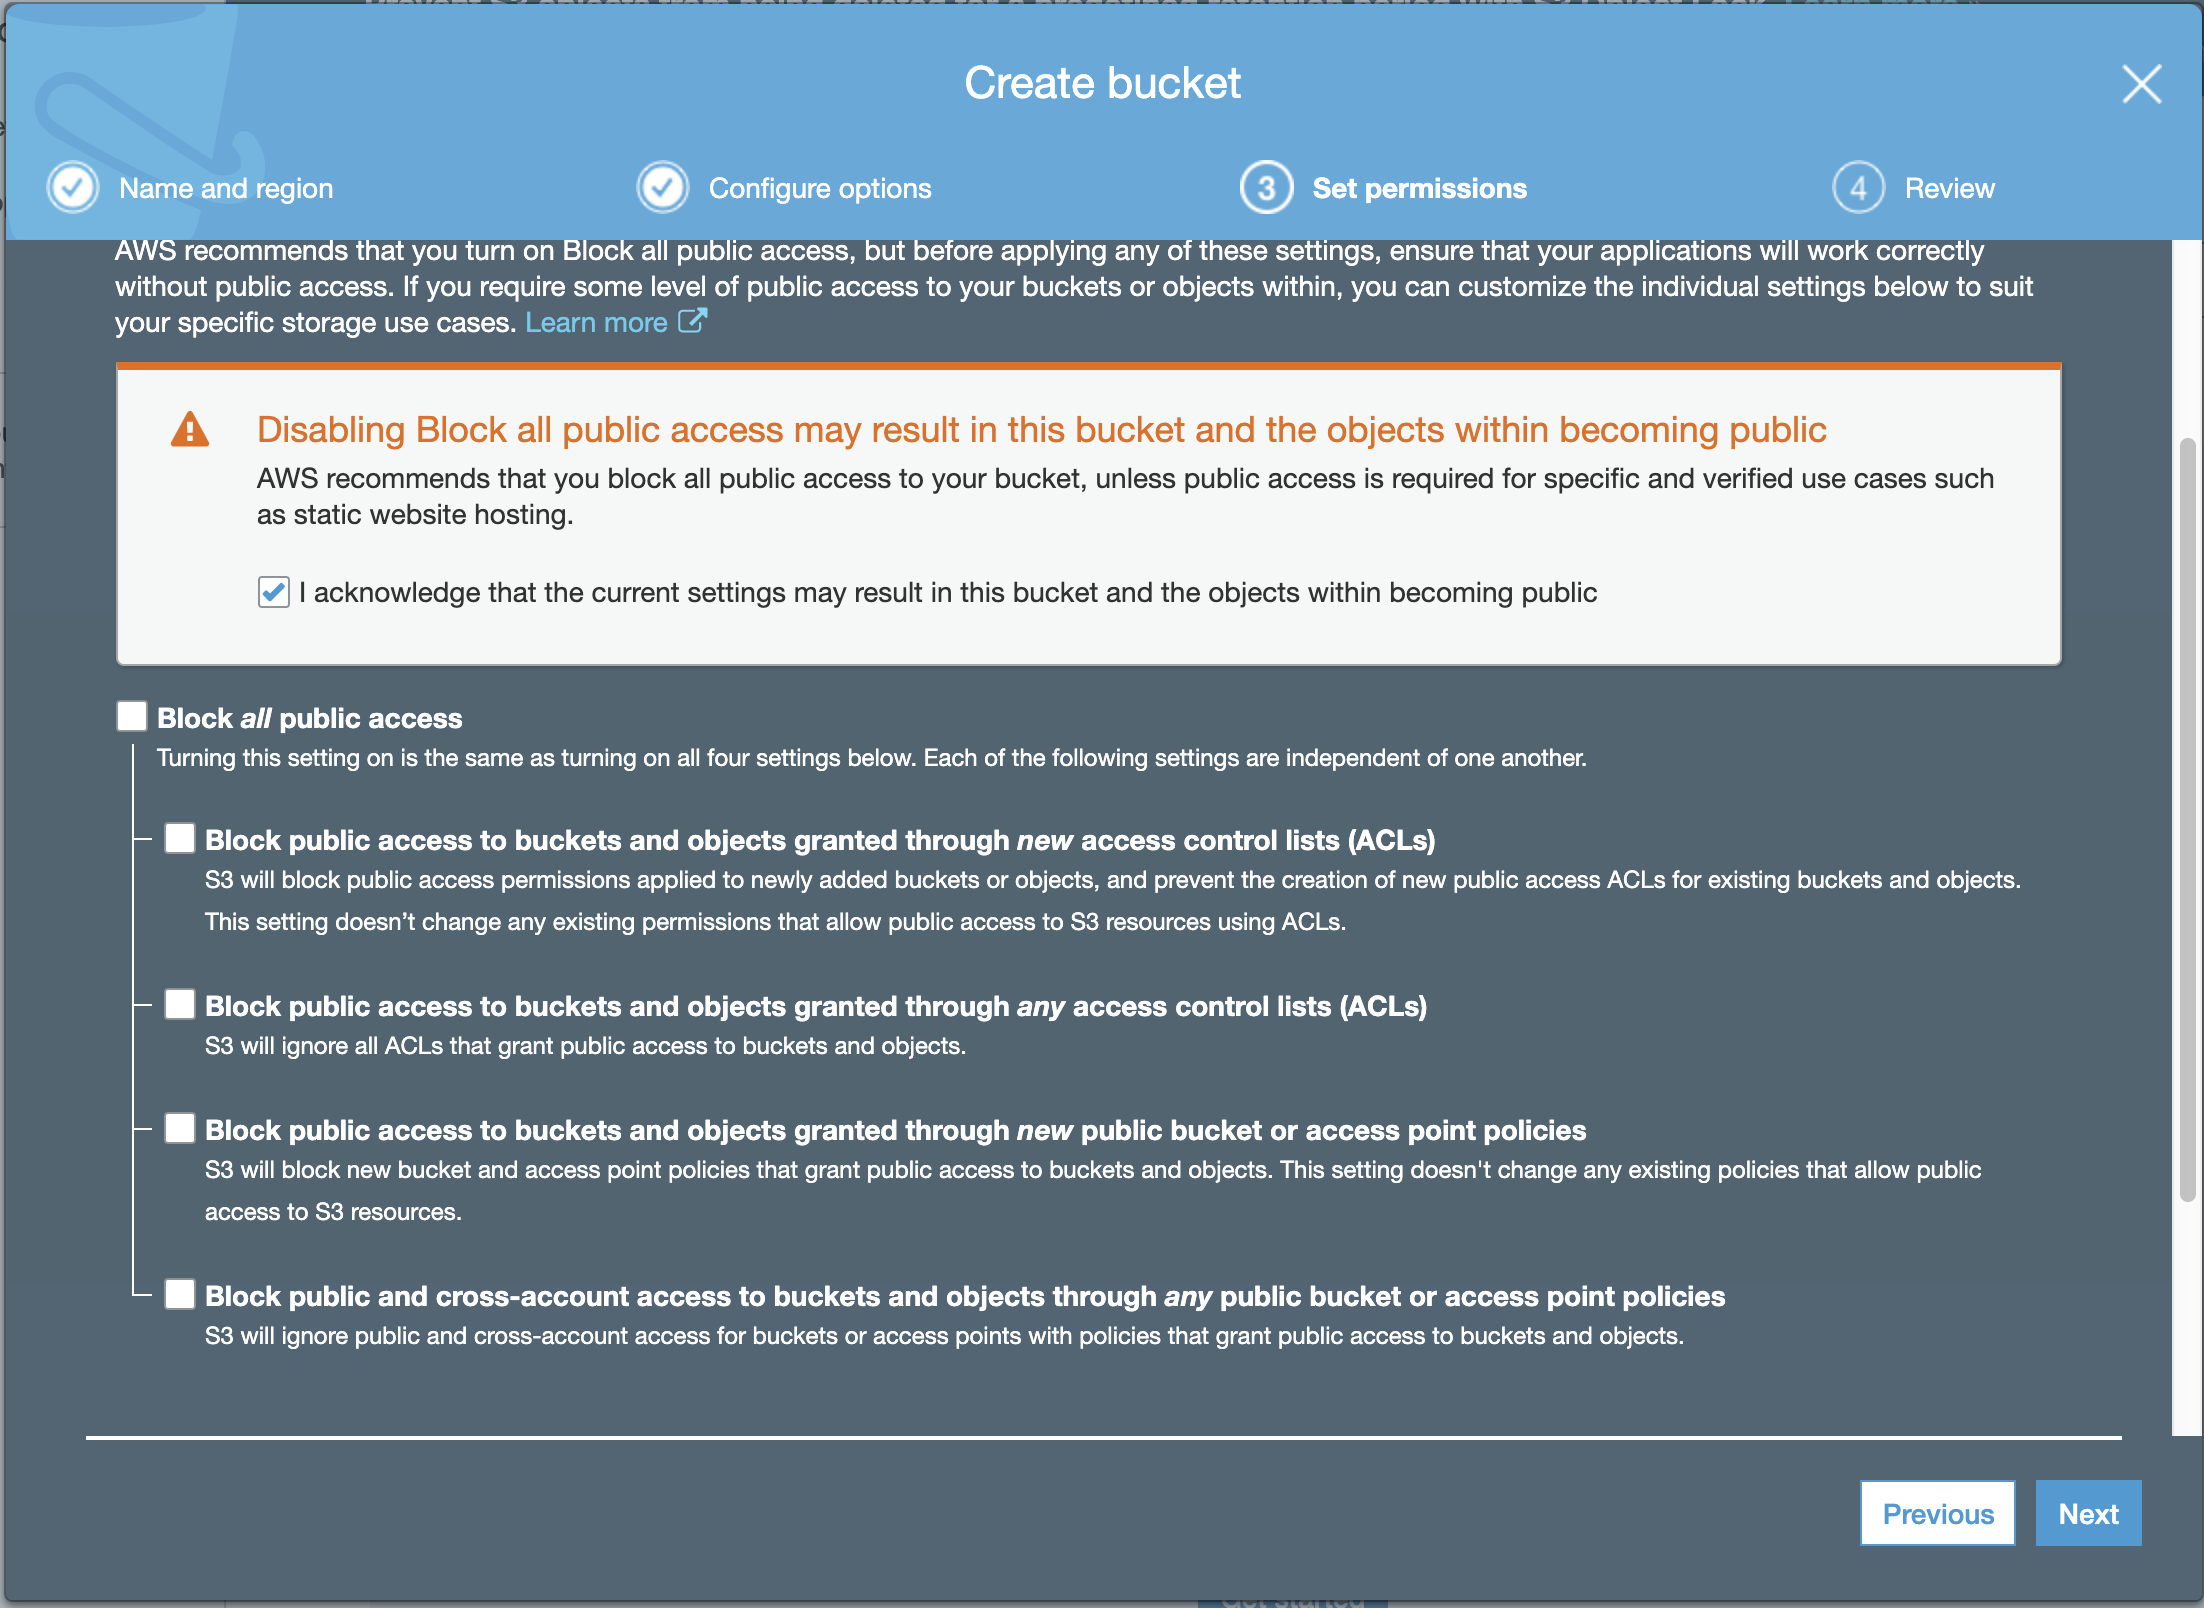 Create bucket
Name and region
Configure options
3 Set permissions
4 Review
AWS recommends that you turn on Block all public access, but before applying any of these settings, ensure that your applications will work correctly
without public access. If you require some level of public access to your buckets or objects within, you can customize the individual settings below to suit
your specific storage use cases. Learn more
Disabling Block all public access may result in this bucket and the objects within becoming public
AWS recommends that you block all public access to your bucket, unless public access is required for specific and verified use cases such
as static website hosting.
I acknowledge that the current settings may result in this bucket and the objects within becoming public
Block all public access
Turning this setting on is the same as turning on all four settings below. Each of the following settings are independent of one another.
Block public access to buckets and objects granted through new access control lists (ACLs)
S3 will block public access permissions applied to newly added buckets or objects, and prevent the creation of new public access ACLs for existing buckets and objects.
This setting doesn’t change any existing permissions that allow public access to S3 resources using ACLs.
Block public access to buckets and objects granted through any access control lists (ACLs)
S3 will ignore all ACLs that grant public access to buckets and objects.
Block public access to buckets and objects granted through new public bucket or access point policies
S3 will block new bucket and access point policies that grant public access to buckets and objects. This setting doesn't change any existing policies that allow public
access to S3 resources.
Block public and cross-account access to buckets and objects through any public bucket or access point policies
S3 will ignore public and cross-account access for buckets or access points with policies that grant public access to buckets and objects.
Previous
Next